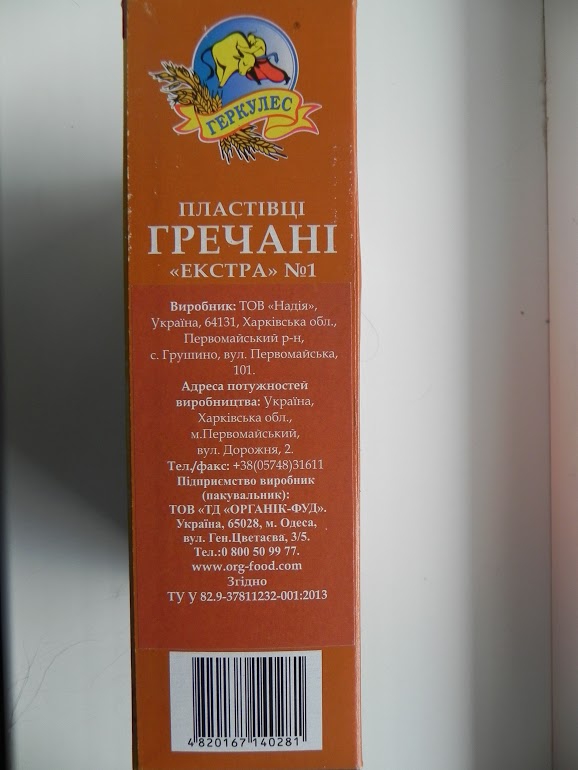 ГЕРКУЛЕС
ПЛАСТІВЦІ
ГРЕЧАНІ
«ЕКСТРА» №1
Виробник: ТОВ «Надія»,
Україна, 64131, Харківська обл.,
Первомайський р-н,
с. Грушино, вул. Первомайська,
101.
Адреса потужностей
виробництва: Україна,
Харківська обл.,
м.Первомайський,
вул. Дорожня, 2.
Тел./факс: +38(05748)31611
Підприємство виробник
(пакувальник):
ТОВ «ТД «ОРГАНІК-ФУД».
Україна, 65028, м. Одеса,
вул. Ген.Цветаєва, 3/5.
Тел.:0 800 50 99 77.
www.org-food.com
Згідно
ТУ У 82.9-37811232-001:2013
4 820167 140281